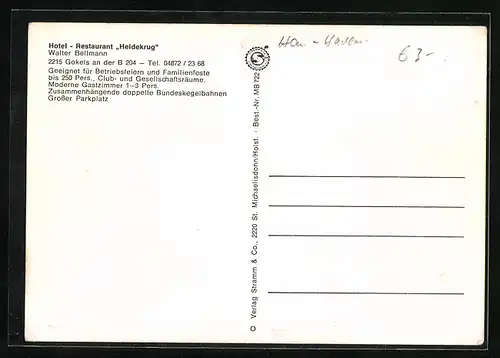 Hotel - Restaurant „Heidekrug"
Walter Bellmann
2215 Gokels an der B 204 — Tel. 04872 / 23 68
Geeignet für Betriebsfeiern und Familienfeste
bis 250 Pers., Club- und Gesellschaftsräume.
Moderne Gastzimmer 1—3 Pers.
Zusammenhängende doppelte Bundeskegelbahnen
Großer Parkplatz
O Verlag Stramm & Co., 2220 St. Michaelisdonn/Holst. · Best.-Nr. MB 722
63-